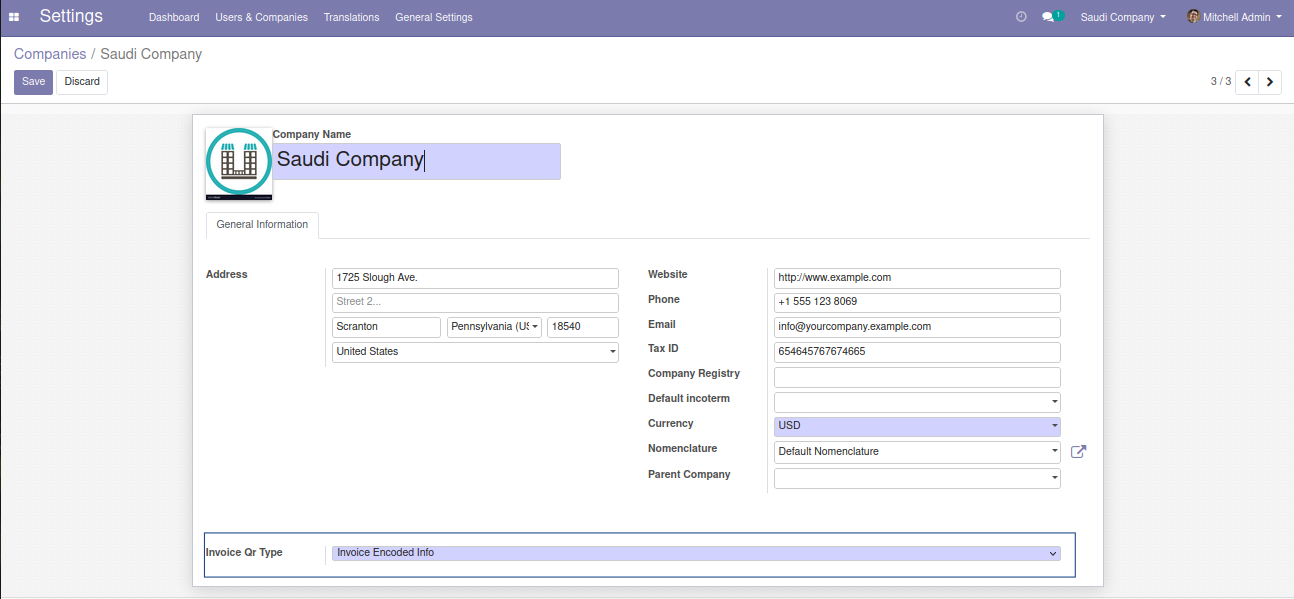 Settings Dashboard Users & Companies Translations General Settings 1 Saudi Company Mitchell Admin
Companies / Saudi Company
Save Discard 3 / 3
Company Name
Saudi Company
General Information
Address 1725 Slough Ave.
Street 2...
Scranton Pennsylvania (US 18540
United States
Website http://www.example.com
Phone +1 555 123 8069
Email info@yourcompany.example.com
Tax ID 654645767674665
Company Registry
Default incoterm
Currency USD
Nomenclature Default Nomenclature
Parent Company
Invoice Qr Type Invoice Encoded Info